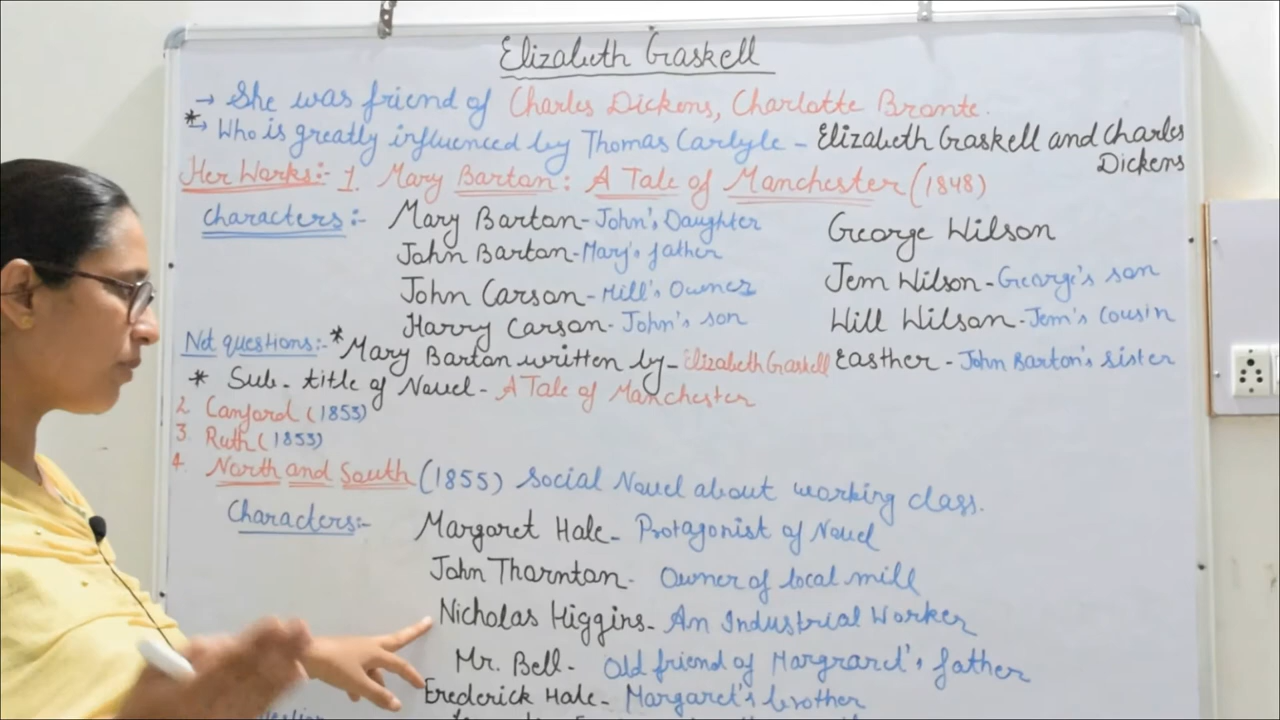 Elizabeth Gaskell
→ She was friend of Charles Dickens, Charlotte Bronte.
*→ Who is greatly influenced by Thomas Carlyle - Elizabeth Gaskell and Charles Dickens
Her Works:- 1. Mary Barton: A Tale of Manchester (1848)
Characters:- Mary Barton - John's Daughter George Wilson
John Barton - Mary's father Jem Wilson - George's son
John Carson - Mill's Owner Will Wilson - Jem's Cousin
Harry Carson - John's son Easther - John Barton's sister
Net questions:- *Mary Barton written by - Elizabeth Gaskell
* Sub-title of Novel - A Tale of Manchester
2. Canford (1853)
3. Ruth (1853)
4. North and South (1855) Social Novel about working class.
Characters:- Margaret Hale - Protagonist of Novel
John Thornton - Owner of local mill
Nicholas Higgins - An Industrial Worker
Mr. Bell - Old friend of Margrard's father
Frederick Hale - Margaret's brother